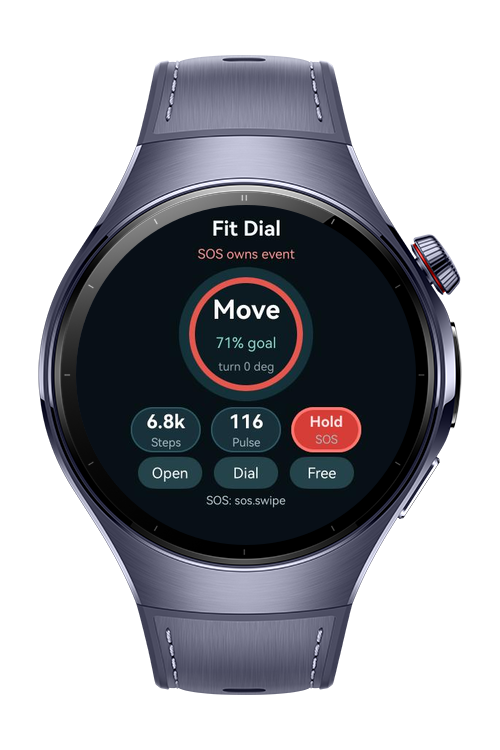 Fit Dial
SOS owns event
Move
71% goal
turn 0 deg
6.8k
Steps
116
Pulse
Hold
SOS
Open
Dial
Free
SOS: sos.swipe